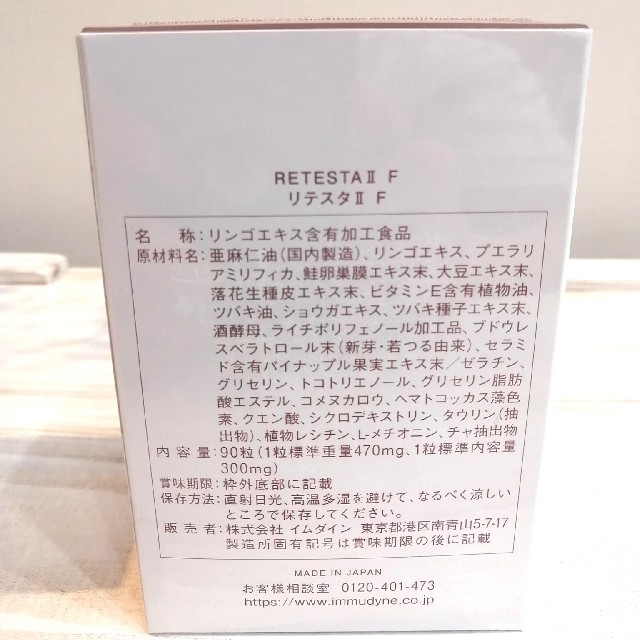 RETESTAⅡ F
リテスタⅡ F
名 称:リンゴエキス含有加工食品
原材料名:亜麻仁油(国内製造)、リンゴエキス、プエラリ
アミリフィカ、鮭卵巣膜エキス末、大豆エキス末、
落花生種皮エキス末、ビタミンE含有植物油、
ツバキ油、ショウガエキス、ツバキ種子エキス末、
酒酵母、ライチポリフェノール加工品、ブドウレ
スベラトロール末(新芽・若つる由来)、セラミ
ド含有パイナップル果実エキス末/ゼラチン、
グリセリン、トコトリエノール、グリセリン脂肪
酸エステル、コメヌカロウ、ヘマトコッカス藻色
素、クエン酸、シクロデキストリン、タウリン(抽
出物)、植物レシチン、L-メチオニン、チャ抽出物
内 容 量:90粒(1粒標準重量470mg、1粒標準内容量
300mg)
賞味期限:枠外底部に記載
保存方法:直射日光、高温多湿を避けて、なるべく涼しい
ところで保存してください。
販 売 者:株式会社 イムダイン 東京都港区南青山5-7-17
製造所固有記号は賞味期限の後に記載
MADE IN JAPAN
お客様相談室 0120-401-473
https://www.immudyne.co.jp